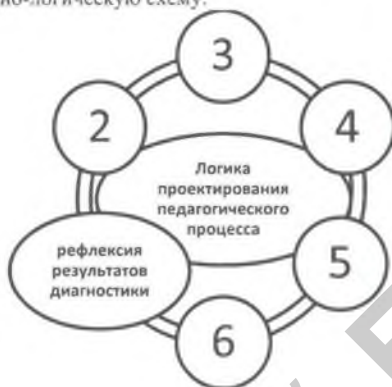 но-логическую схему.
3
2
4
Логика
проектирования
педагогического
процесса
рефлексия
результатов
диагностики
5
6